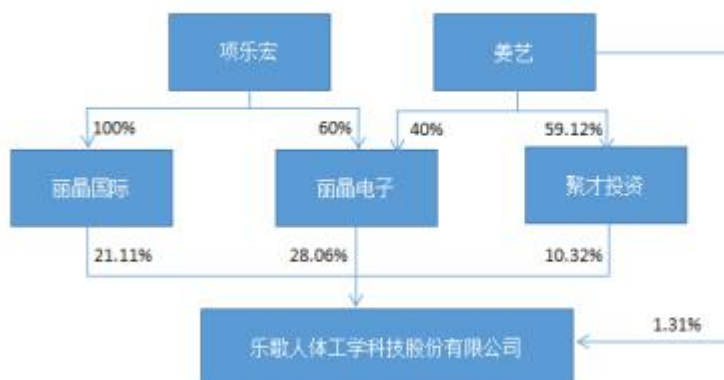 项乐宏
姜艺
100%
60%
40%
59.12%
丽晶国际
丽晶电子
聚才投资
21.11%
28.06%
10.32%
1.31%
乐歌人体工学科技股份有限公司